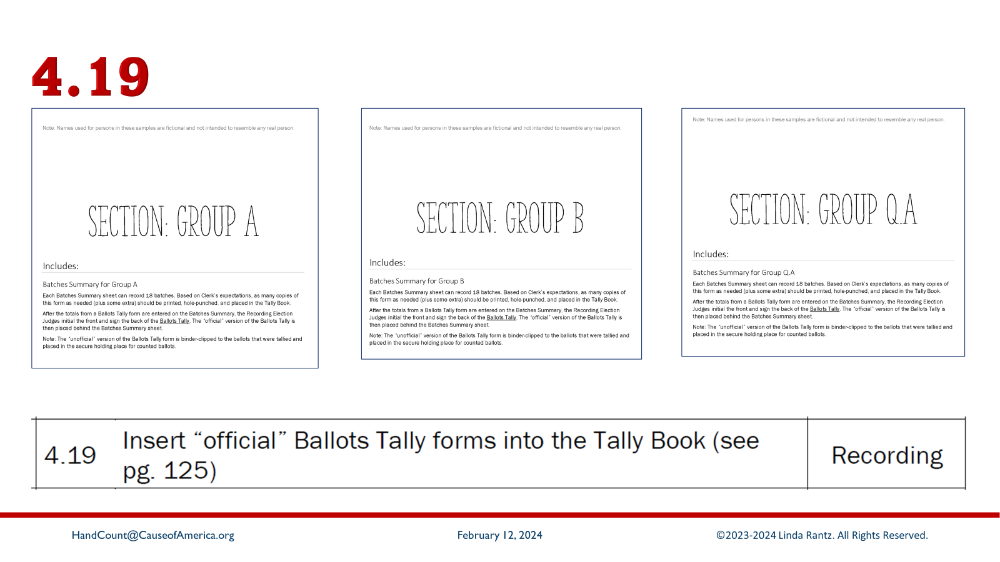 4.19
Note: Names used for persons in these samples are fictional and not intended to resemble any real person.
SECTION: GROUP A
Includes:
Batches Summary for Group A
Each Batches Summary sheet can record 18 batches. Based on Clerk's expectations, as many copies of
this form as needed (plus some extra) should be printed, hole-punched, and placed in the Tally Book.
After the totals from a Ballots Tally form are entered on the Batches Summary, the Recording Election
Judges initial the front and sign the back of the Ballots Tally. The "official" version of the Ballots Tally is
then placed behind the Batches Summary sheet.
Note: The "unofficial" version of the Ballots Tally form is binder-clipped to the ballots that were tallied and
placed in the secure holding place for counted ballots.
Note: Names used for persons in these samples are fictional and not intended to resemble any real person.
SECTION: GROUP B
Includes:
Batches Summary for Group B
Each Batches Summary sheet can record 18 batches. Based on Clerk's expectations, as many copies of
this form as needed (plus some extra) should be printed, hole-punched, and placed in the Tally Book.
After the totals from a Ballots Tally form are entered on the Batches Summary, the Recording Election
Judges initial the front and sign the back of the Ballots Tally. The "official" version of the Ballots Tally is
then placed behind the Batches Summary sheet.
Note: The "unofficial" version of the Ballots Tally form is binder-clipped to the ballots that were tallied and
placed in the secure holding place for counted ballots.
Note: Names used for persons in these samples are fictional and not intended to resemble any real person.
SECTION: GROUP Q.A
Includes:
Batches Summary for Group Q.A
Each Batches Summary sheet can record 18 batches. Based on Clerk's expectations, as many copies of
this form as needed (plus some extra) should be printed, hole-punched, and placed in the Tally Book.
After the totals from a Ballots Tally form are entered on the Batches Summary, the Recording Election
Judges initial the front and sign the back of the Ballots Tally. The "official" version of the Ballots Tally is
then placed behind the Batches Summary sheet.
Note: The "unofficial" version of the Ballots Tally form is binder-clipped to the ballots that were tallied and
placed in the secure holding place for counted ballots.
4.19
Insert “official” Ballots Tally forms into the Tally Book (see
pg. 125)
Recording
HandCount@CauseofAmerica.org
February 12, 2024
©2023-2024 Linda Rantz. All Rights Reserved.